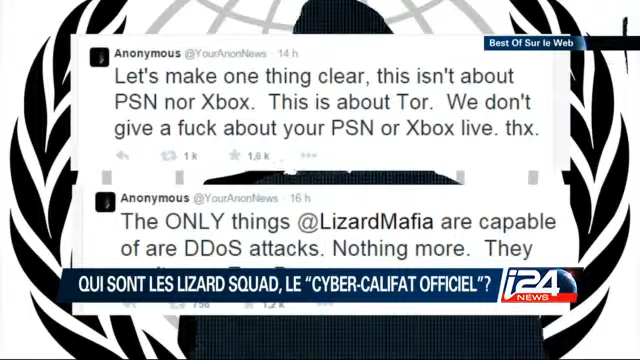 Best Of Sur le Web
Anonymous @YourAnonNews · 14 h
Let's make one thing clear, this isn't about
PSN nor Xbox. This is about Tor. We don't
give a fuck about your PSN or Xbox live. thx.
1 k 1,6 k
Anonymous @YourAnonNews · 16 h
The ONLY things @LizardMafia are capable
of are DDoS attacks. Nothing more. They
QUI SONT LES LIZARD SQUAD, LE “CYBER-CALIFAT OFFICIEL”?
i24
NEWS
756 1,2 k